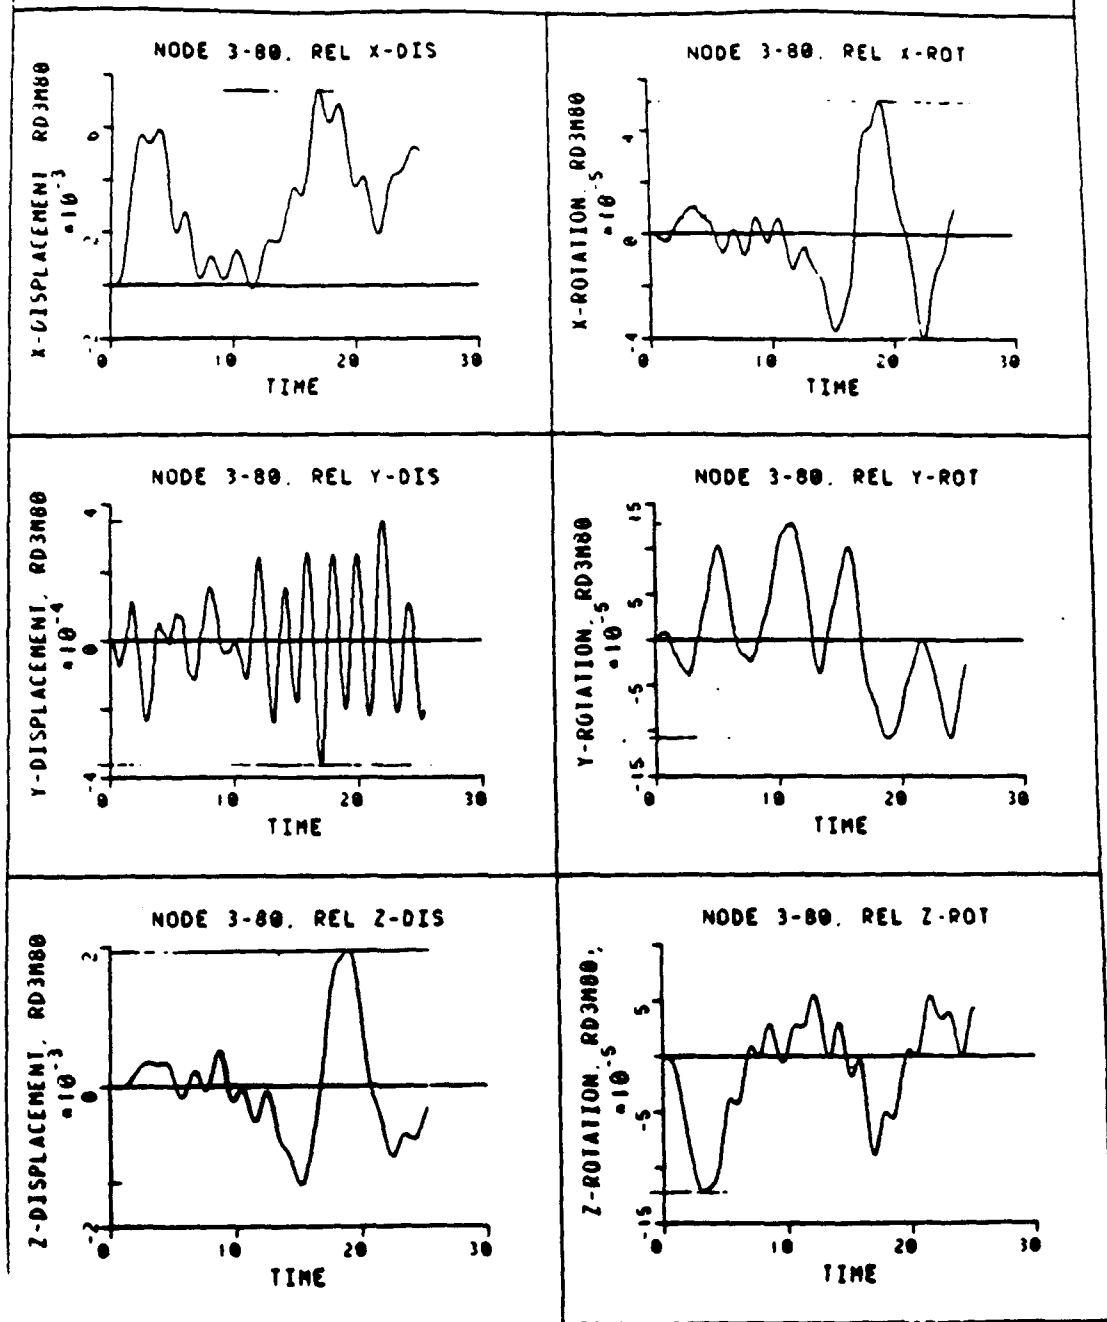 NODE 3-80. REL X-DIS
X-DISPLACEMENT RD3M80
*10^-3
6
2
-2
0 10 20 30
TIME
NODE 3-80. REL X-ROT
X-ROTATION, RD3M80
*10^-5
4
0
-4
0 10 20 30
TIME
NODE 3-80. REL Y-DIS
Y-DISPLACEMENT, RD3M80
*10^-4
4
0
-4
0 10 20 30
TIME
NODE 3-80. REL Y-ROT
Y-ROTATION, RD3M80
*10^-5
15
5
-5
-15
0 10 20 30
TIME
NODE 3-80. REL Z-DIS
Z-DISPLACEMENT, RD3M80
*10^-3
2
0
-2
0 10 20 30
TIME
NODE 3-80. REL Z-ROT
Z-ROTATION, RD3M80,
*10^-5
5
-5
-15
0 10 20 30
TIME